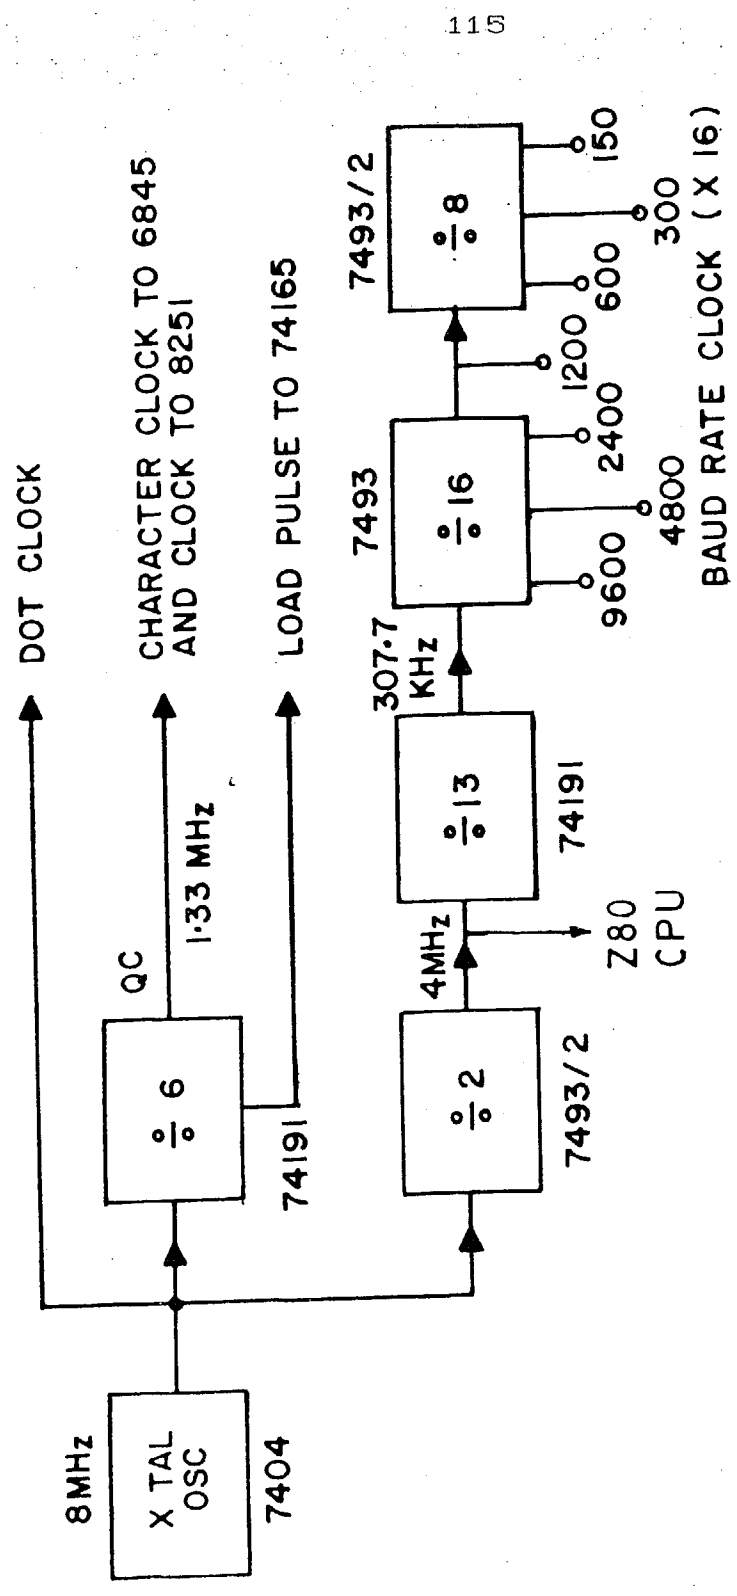 115
8MHz
X TAL
OSC
7404
DOT CLOCK
QC
÷ 6
74191
1.33 MHz
CHARACTER CLOCK TO 6845
AND CLOCK TO 8251
LOAD PULSE TO 74165
÷ 2
7493/2
4MHz
Z80
CPU
÷ 13
74191
307.7
KHz
7493
÷ 16
9600
4800
2400
1200
7493/2
÷ 8
600
300
150
BAUD RATE CLOCK (X 16)